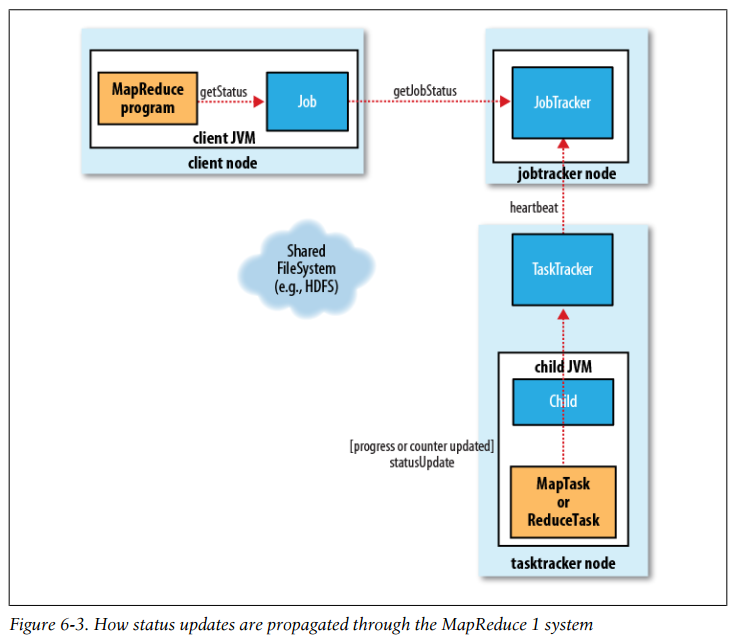 MapReduce
program
getStatus
Job
client JVM
client node
getJobStatus
JobTracker
jobtracker node
heartbeat
Shared
FileSystem
(e.g., HDFS)
TaskTracker
child JVM
Child
[progress or counter updated]
statusUpdate
MapTask
or
ReduceTask
tasktracker node
Figure 6-3. How status updates are propagated through the MapReduce 1 system